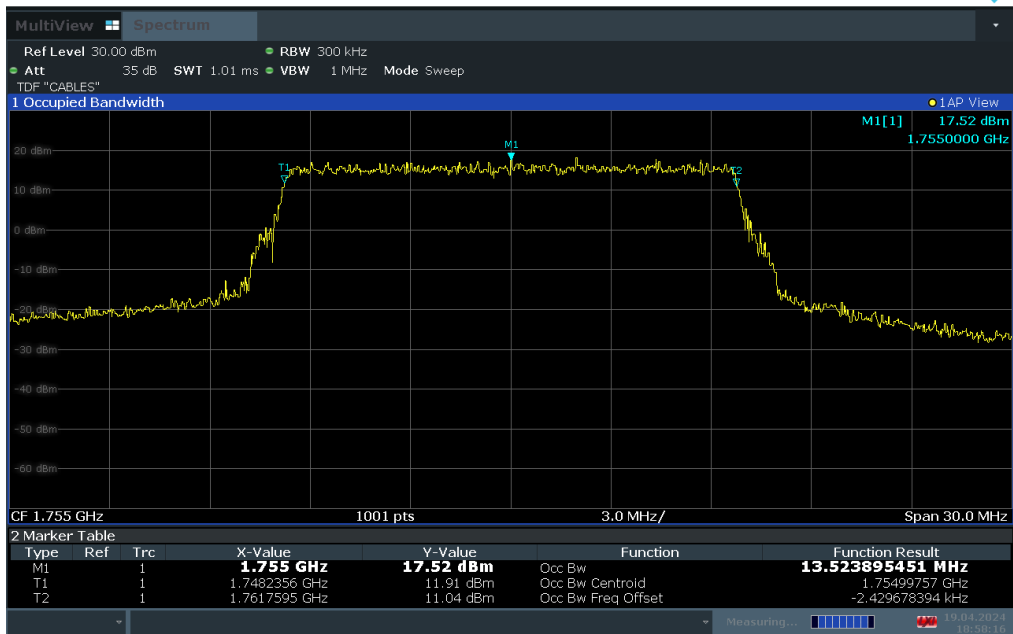 MultiView Spectrum
Ref Level 30.00 dBm RBW 300 kHz
Att 35 dB SWT 1.01 ms VBW 1 MHz Mode Sweep
TDF "CABLES"
1 Occupied Bandwidth 1AP View
M1[1] 17.52 dBm
1.7550000 GHz
M1
20 dBm
T1
T2
10 dBm
0 dBm
-10 dBm
-20 dBm
-30 dBm
-40 dBm
-50 dBm
-60 dBm
CF 1.755 GHz 1001 pts 3.0 MHz/ Span 30.0 MHz
2 Marker Table
Type Ref Trc X-Value Y-Value Function Function Result
M1 1 1.755 GHz 17.52 dBm Occ Bw 13.523895451 MHz
T1 1 1.7482356 GHz 11.91 dBm Occ Bw Centroid 1.75499757 GHz
T2 1 1.7617595 GHz 11.04 dBm Occ Bw Freq Offset -2.429678394 kHz
Measuring... 19.04.2024
18:58:16